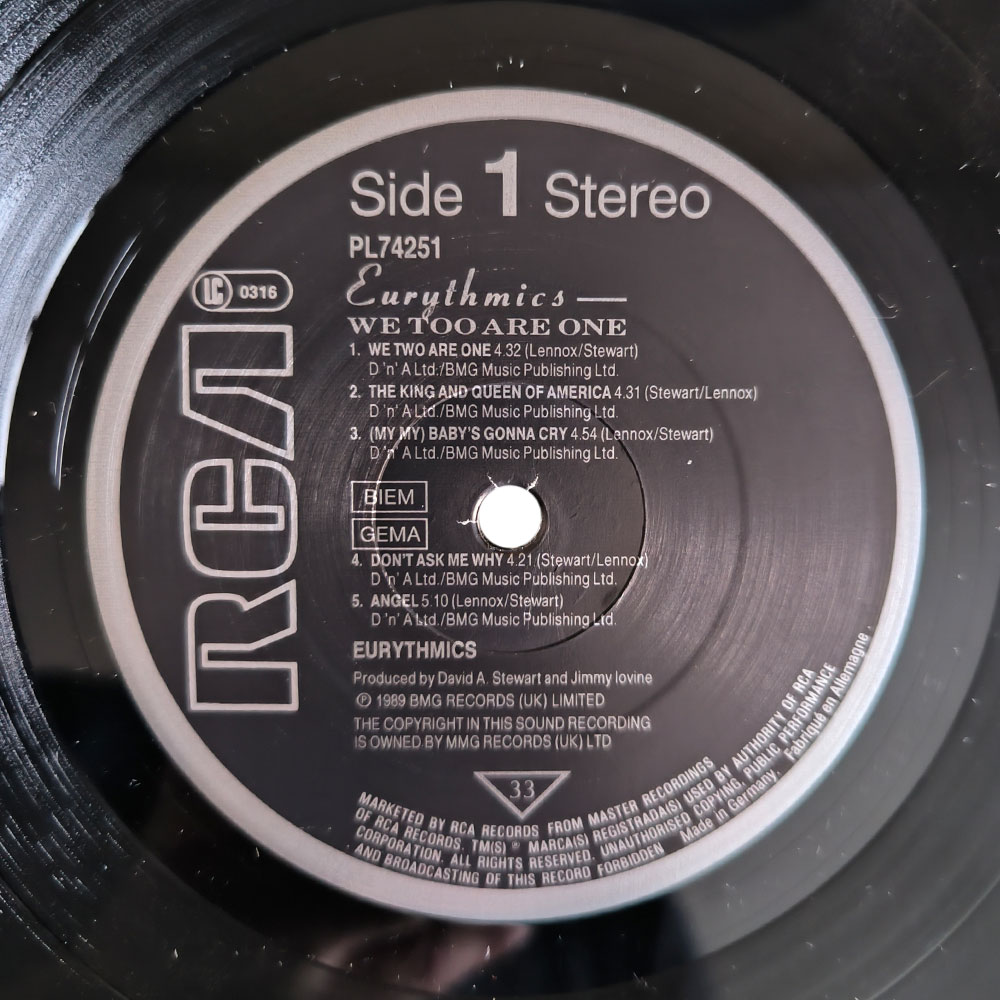 Side 1 Stereo
PL74251
LC 0316
Eurythmics —
WE TOO ARE ONE
1. WE TWO ARE ONE 4.32 (Lennox/Stewart)
D 'n' A Ltd./BMG Music Publishing Ltd.
2. THE KING AND QUEEN OF AMERICA 4.31 (Stewart/Lennox)
D 'n' A Ltd./BMG Music Publishing Ltd.
3. (MY MY) BABY'S GONNA CRY 4.54 (Lennox/Stewart)
D 'n' A Ltd./BMG Music Publishing Ltd.
RCA
BIEM
GEMA
4. DON'T ASK ME WHY 4.21 (Stewart/Lennox)
D 'n' A Ltd./BMG Music Publishing Ltd.
5. ANGEL 5.10 (Lennox/Stewart)
D 'n' A Ltd./BMG Music Publishing Ltd.
EURYTHMICS
Produced by David A. Stewart and Jimmy Iovine
℗ 1989 BMG RECORDS (UK) LIMITED
THE COPYRIGHT IN THIS SOUND RECORDING
IS OWNED BY MMG RECORDS (UK) LTD
33
MARKETED BY RCA RECORDS FROM MASTER RECORDINGS
OF RCA RECORDS. TM(S) ® MARCA(S) REGISTRADA(S) USED BY AUTHORITY OF RCA
CORPORATION. ALL RIGHTS RESERVED. UNAUTHORISED COPYING PUBLIC PERFORMANCE
AND BROADCASTING OF THIS RECORD FORBIDDEN Made in Germany. Fabriqué en Allemagne.